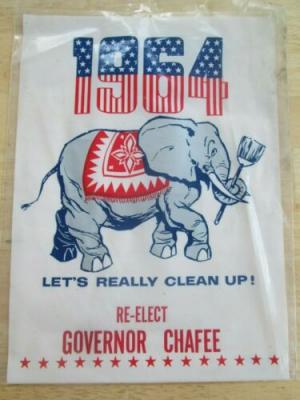 1964
LET'S REALLY CLEAN UP!
RE-ELECT
GOVERNOR CHAFEE